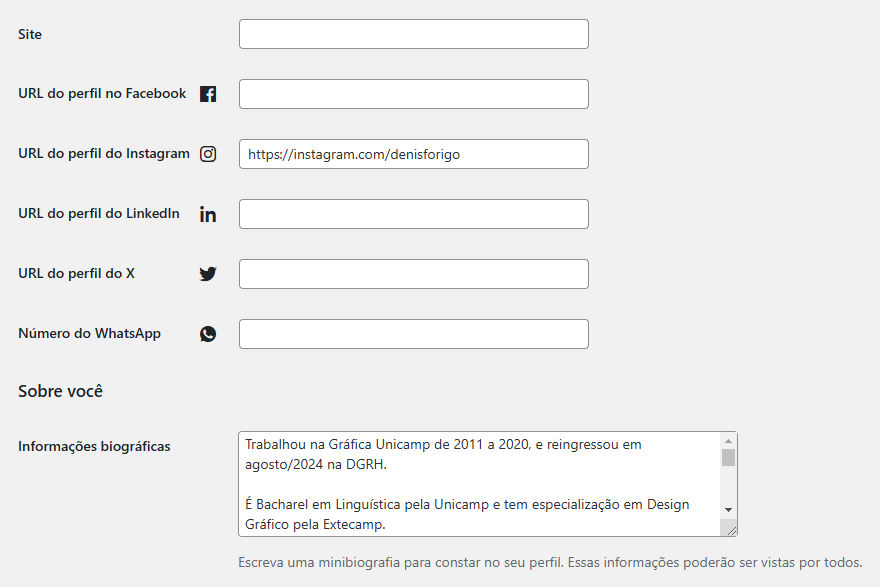 Site
URL do perfil no Facebook
URL do perfil do Instagram https://instagram.com/denisforigo
URL do perfil do LinkedIn
URL do perfil do X
Número do WhatsApp
Sobre você
Informações biográficas
Trabalhou na Gráfica Unicamp de 2011 a 2020, e reingressou em
agosto/2024 na DGRH.
É Bacharel em Linguística pela Unicamp e tem especialização em Design
Gráfico pela Extecamp.
Escreva uma minibiografia para constar no seu perfil. Essas informações poderão ser vistas por todos.